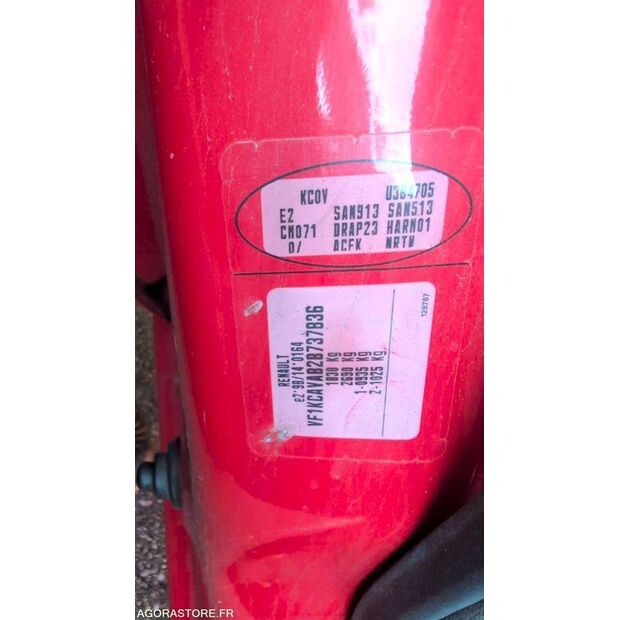 KCOV U384705
E2 SAN913 SAN513
CM071 DRAP23 HARM01
0/ ACFK NRTW
RENAULT
e2*98/14*0164
VF1KCAVAB2B737836
1830 Kg
2690 Kg
1-0935 Kg
2-1025 Kg
128787
AGORASTORE.FR